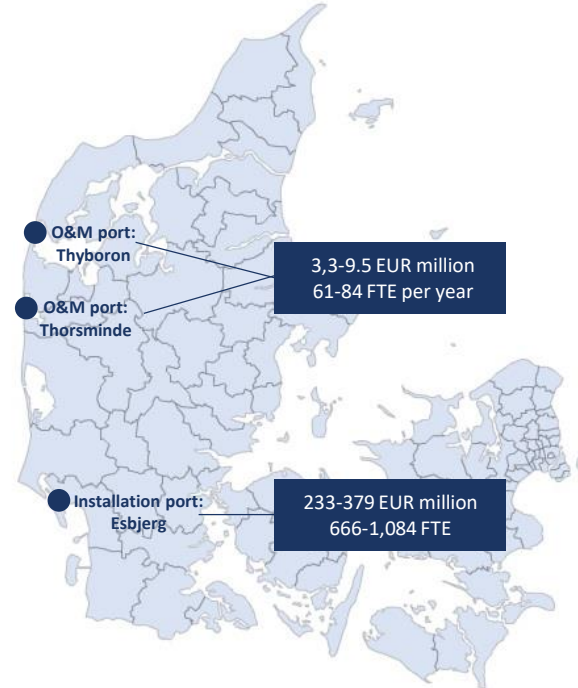 O&M port:
Thyboron
3,3-9.5 EUR million
61-84 FTE per year
O&M port:
Thorsminde
Installation port:
Esbjerg
233-379 EUR million
666-1,084 FTE